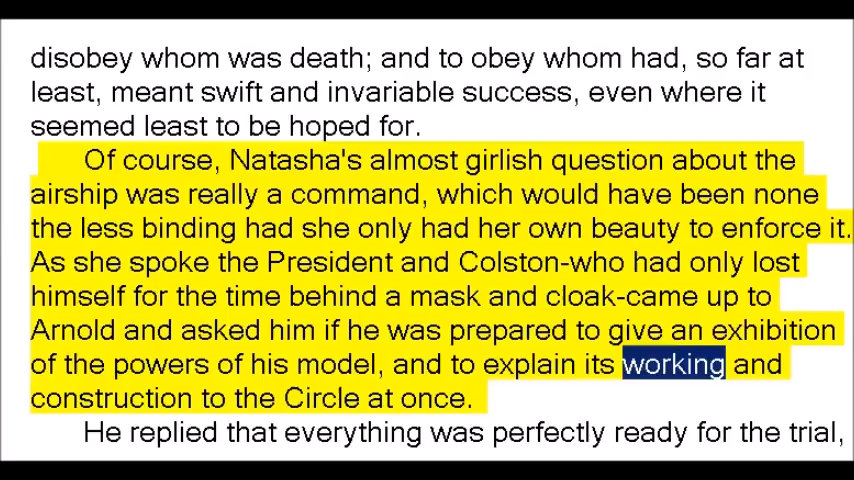 disobey whom was death; and to obey whom had, so far at
least, meant swift and invariable success, even where it
seemed least to be hoped for.
Of course, Natasha's almost girlish question about the
airship was really a command, which would have been none
the less binding had she only had her own beauty to enforce it.
As she spoke the President and Colston-who had only lost
himself for the time behind a mask and cloak-came up to
Arnold and asked him if he was prepared to give an exhibition
of the powers of his model, and to explain its working and
construction to the Circle at once.
He replied that everything was perfectly ready for the trial,